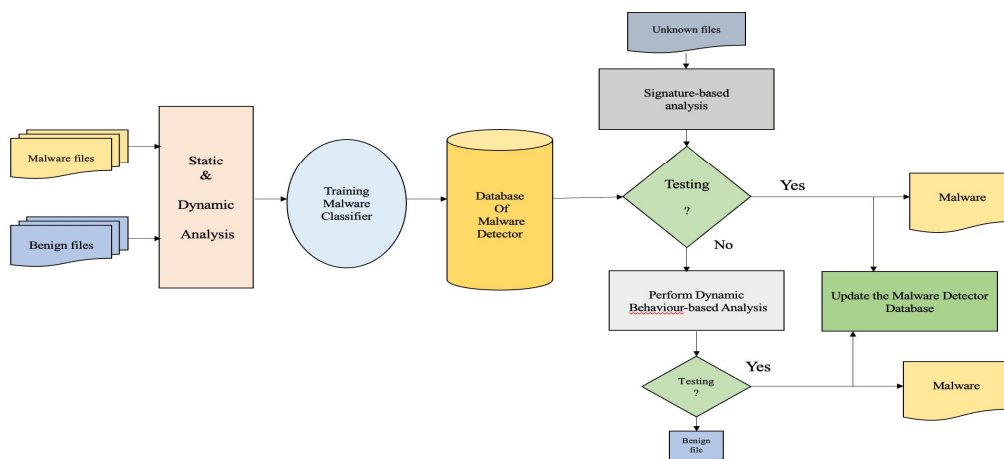 Unknown files
Signature-based
analysis
Malware files
Benign files
Static
&
Dynamic
Analysis
Training
Malware
Classifier
Database
Of
Malware
Detector
Testing
?
Yes
Malware
No
Perform Dynamic
Behaviour-based Analysis
Update the Malware Detector
Database
Testing
?
Yes
Malware
Benign
file